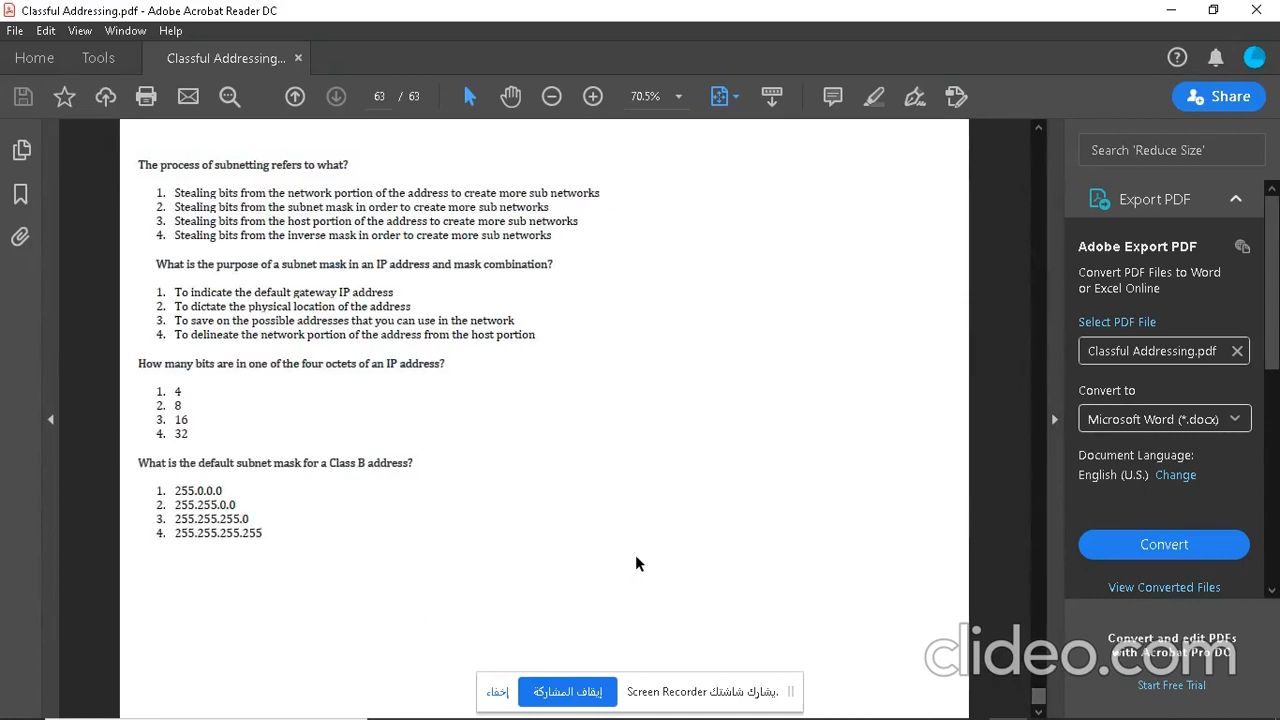 Classful Addressing.pdf - Adobe Acrobat Reader DC
File Edit View Window Help
Home Tools Classful Addressing... ×
63 / 63 70.5% Share
The process of subnetting refers to what?
1. Stealing bits from the network portion of the address to create more sub networks
2. Stealing bits from the subnet mask in order to create more sub networks
3. Stealing bits from the host portion of the address to create more sub networks
4. Stealing bits from the inverse mask in order to create more sub networks
What is the purpose of a subnet mask in an IP address and mask combination?
1. To indicate the default gateway IP address
2. To dictate the physical location of the address
3. To save on the possible addresses that you can use in the network
4. To delineate the network portion of the address from the host portion
How many bits are in one of the four octets of an IP address?
1. 4
2. 8
3. 16
4. 32
What is the default subnet mask for a Class B address?
1. 255.0.0.0
2. 255.255.0.0
3. 255.255.255.0
4. 255.255.255.255
Search 'Reduce Size'
Export PDF
Adobe Export PDF
Convert PDF Files to Word
or Excel Online
Select PDF File
Classful Addressing.pdf ×
Convert to
Microsoft Word (*.docx)
Document Language:
English (U.S.) Change
Convert
View Converted Files
Convert and edit PDFs
with Acrobat Pro DC
Start Free Trial
clideo.com
يشارك شاشتك Screen Recorder. إيقاف المشاركة إخفاء